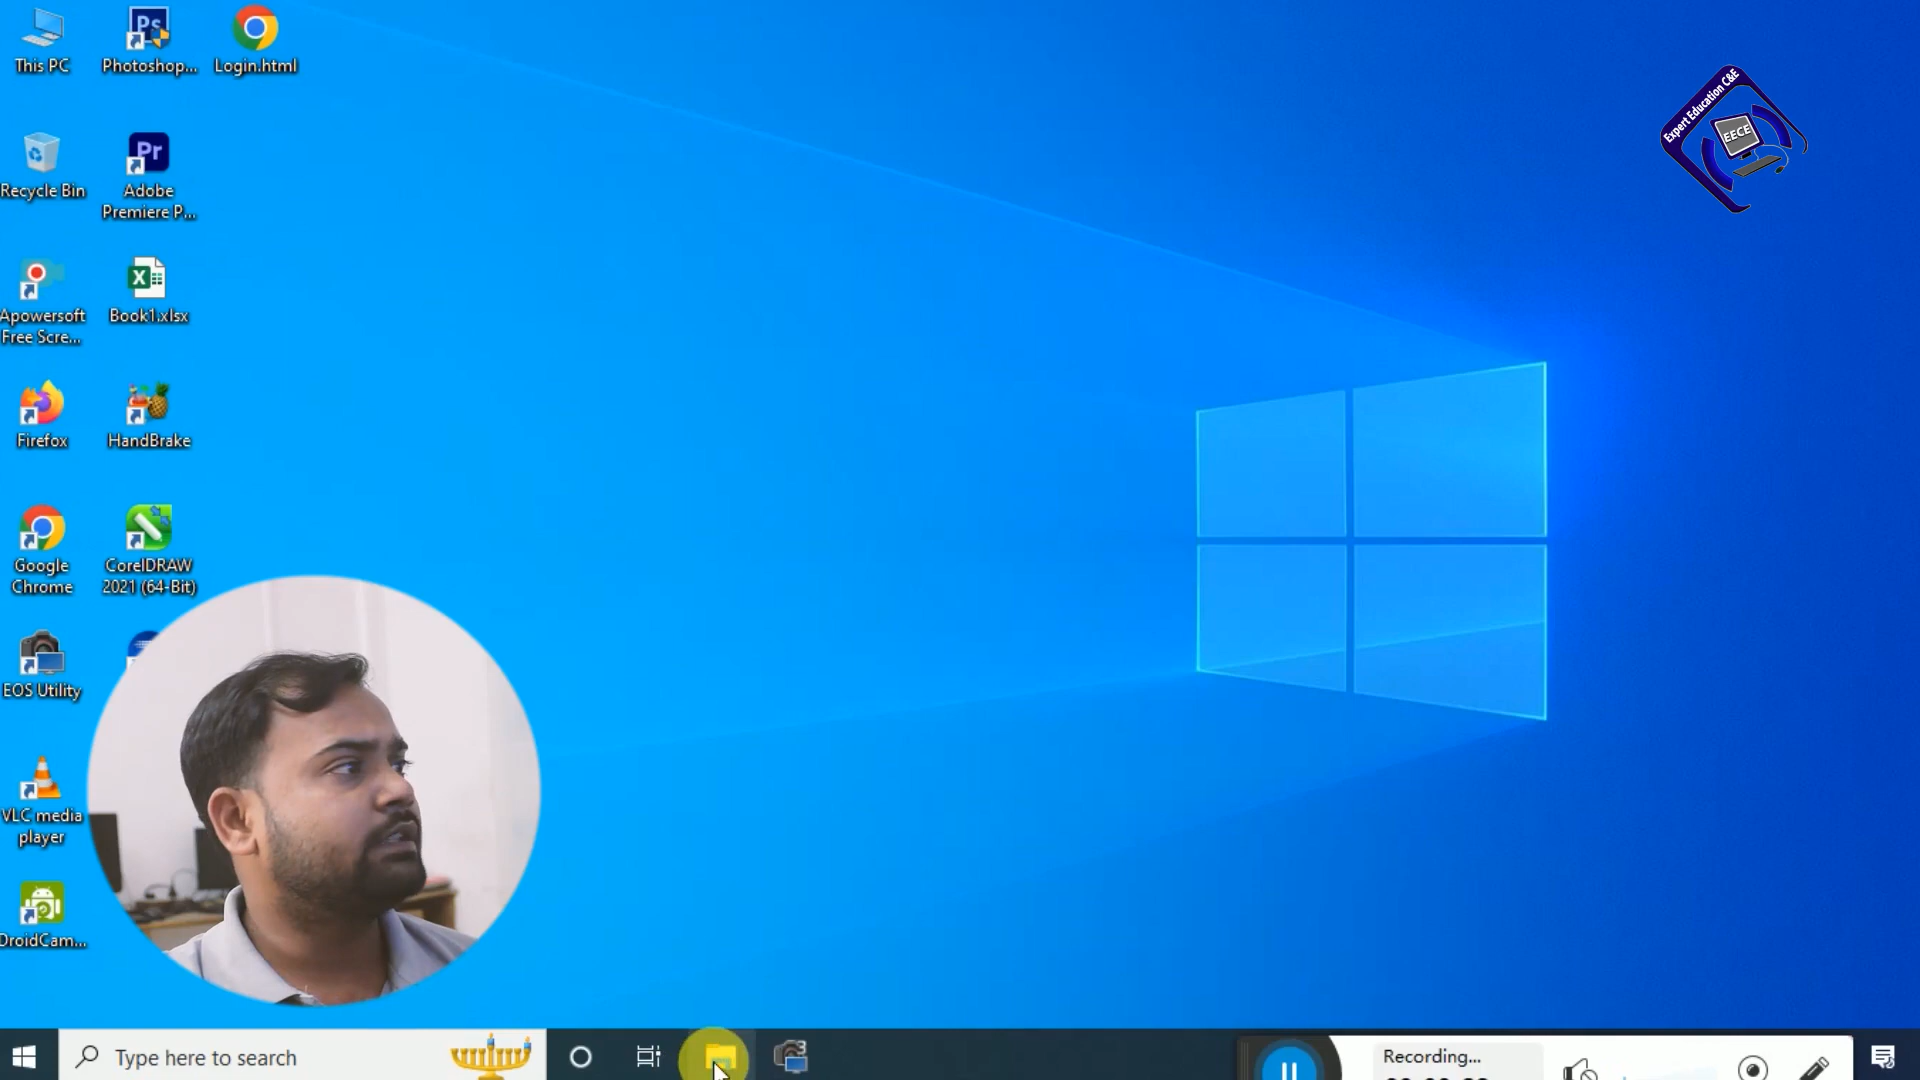 This PC
Photoshop...
Login.html
Expert Education C&E
EECE
Recycle Bin
Adobe
Premiere P...
Apowersoft
Free Scre...
Book1.xlsx
Firefox
HandBrake
Google
Chrome
CorelDRAW
2021 (64-Bit)
EOS Utility
VLC media
player
DroidCam...
Type here to search
Recording...